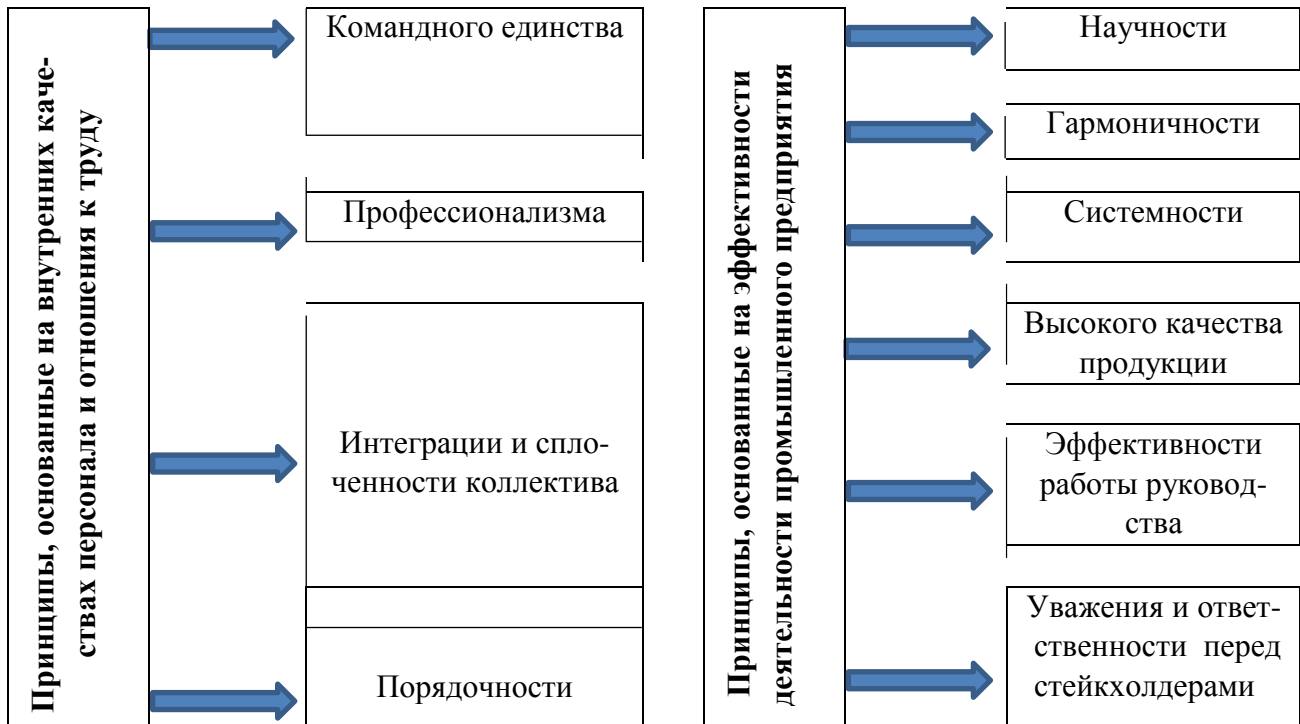 Принципы, основанные на внутренних каче-
ствах персонала и отношения к труду
Командного единства
Профессионализма
Интеграции и спло-
ченности коллектива
Порядочности
Принципы, основанные на эффективности
деятельности промышленного предприятия
Научности
Гармоничности
Системности
Высокого качества
продукции
Эффективности
работы руковод-
ства
Уважения и ответ-
ственности перед
стейкхолдерами